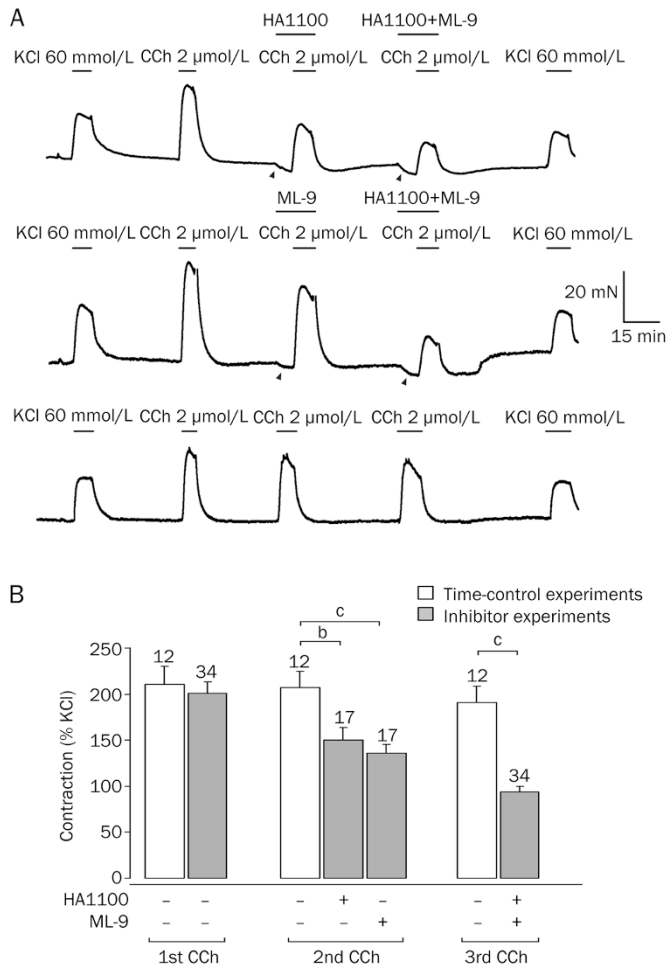 A
HA1100 HA1100+ML-9
KCl 60 mmol/L CCh 2 μmol/L CCh 2 μmol/L CCh 2 μmol/L KCl 60 mmol/L
ML-9 HA1100+ML-9
KCl 60 mmol/L CCh 2 μmol/L CCh 2 μmol/L CCh 2 μmol/L KCl 60 mmol/L
20 mN
15 min
KCl 60 mmol/L CCh 2 μmol/L CCh 2 μmol/L CCh 2 μmol/L KCl 60 mmol/L
B
Time-control experiments
Inhibitor experiments
c
b
c
250
200
150
100
50
0
Contraction (% KCl)
12 34 12 17 17 12 34
HA1100 – – – + – – +
ML-9 – – – – + – +
1st CCh 2nd CCh 3rd CCh